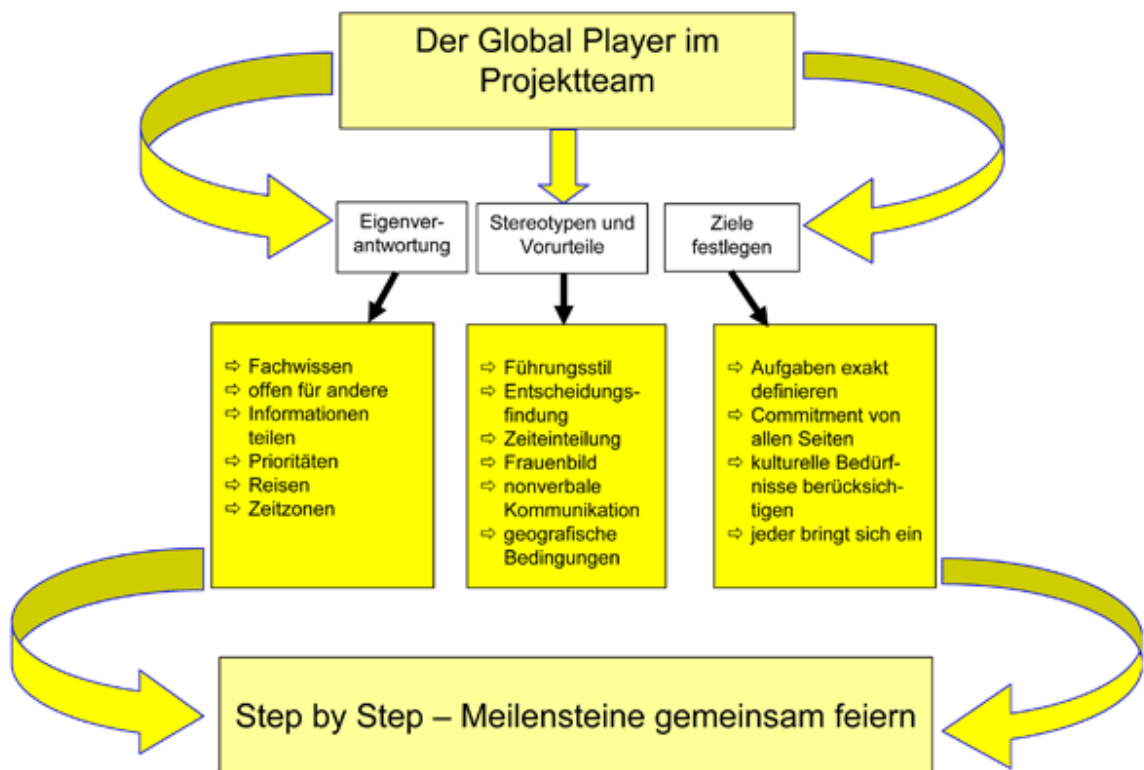 Der Global Player im
Projektteam
Eigenver-
antwortung
Stereotypen und
Vorurteile
Ziele
festlegen
⇨ Fachwissen
⇨ offen für andere
⇨ Informationen
teilen
⇨ Prioritäten
⇨ Reisen
⇨ Zeitzonen
⇨ Führungsstil
⇨ Entscheidungs-
findung
⇨ Zeiteinteilung
⇨ Frauenbild
⇨ nonverbale
Kommunikation
⇨ geografische
Bedingungen
⇨ Aufgaben exakt
definieren
⇨ Commitment von
allen Seiten
⇨ kulturelle Bedürf-
nisse berücksich-
tigen
⇨ jeder bringt sich ein
Step by Step – Meilensteine gemeinsam feiern